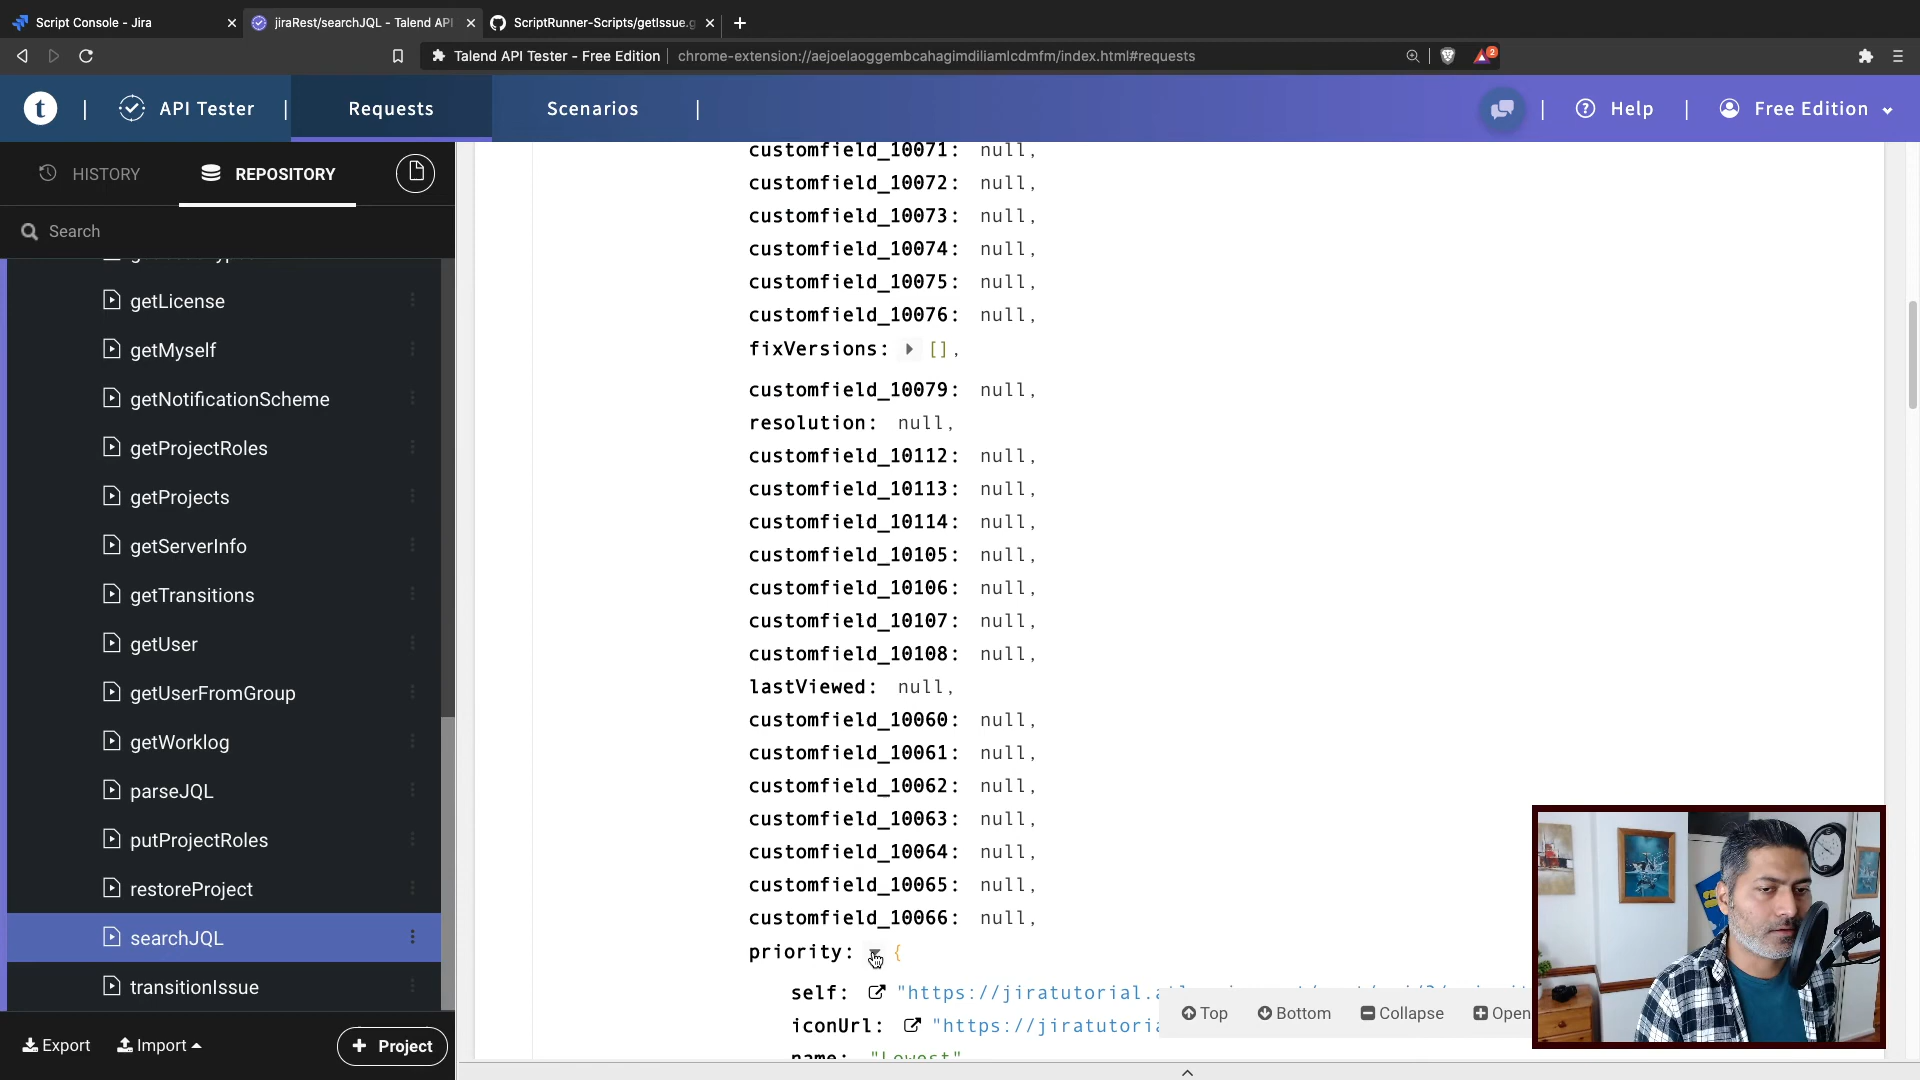 Script Console - Jira
jiraRest/searchJQL - Talend API
ScriptRunner-Scripts/getIssue.g
Talend API Tester - Free Edition
chrome-extension://aejoelaoggembcahagimdiliamlcdmfm/index.html#requests
2
t
API Tester
Requests
Scenarios
Help
Free Edition
HISTORY
REPOSITORY
Search
getLicense
getMyself
getNotificationScheme
getProjectRoles
getProjects
getServerInfo
getTransitions
getUser
getUserFromGroup
getWorklog
parseJQL
putProjectRoles
restoreProject
searchJQL
transitionIssue
Export
Import
+ Project
customfield_10071: null,
customfield_10072: null,
customfield_10073: null,
customfield_10074: null,
customfield_10075: null,
customfield_10076: null,
fixVersions: [],
customfield_10079: null,
resolution: null,
customfield_10112: null,
customfield_10113: null,
customfield_10114: null,
customfield_10105: null,
customfield_10106: null,
customfield_10107: null,
customfield_10108: null,
lastViewed: null,
customfield_10060: null,
customfield_10061: null,
customfield_10062: null,
customfield_10063: null,
customfield_10064: null,
customfield_10065: null,
customfield_10066: null,
priority: {
self: "https://jiratutorial.
iconUrl: "https://jiratutoria
name: "Lowest"
Top
Bottom
Collapse
Open